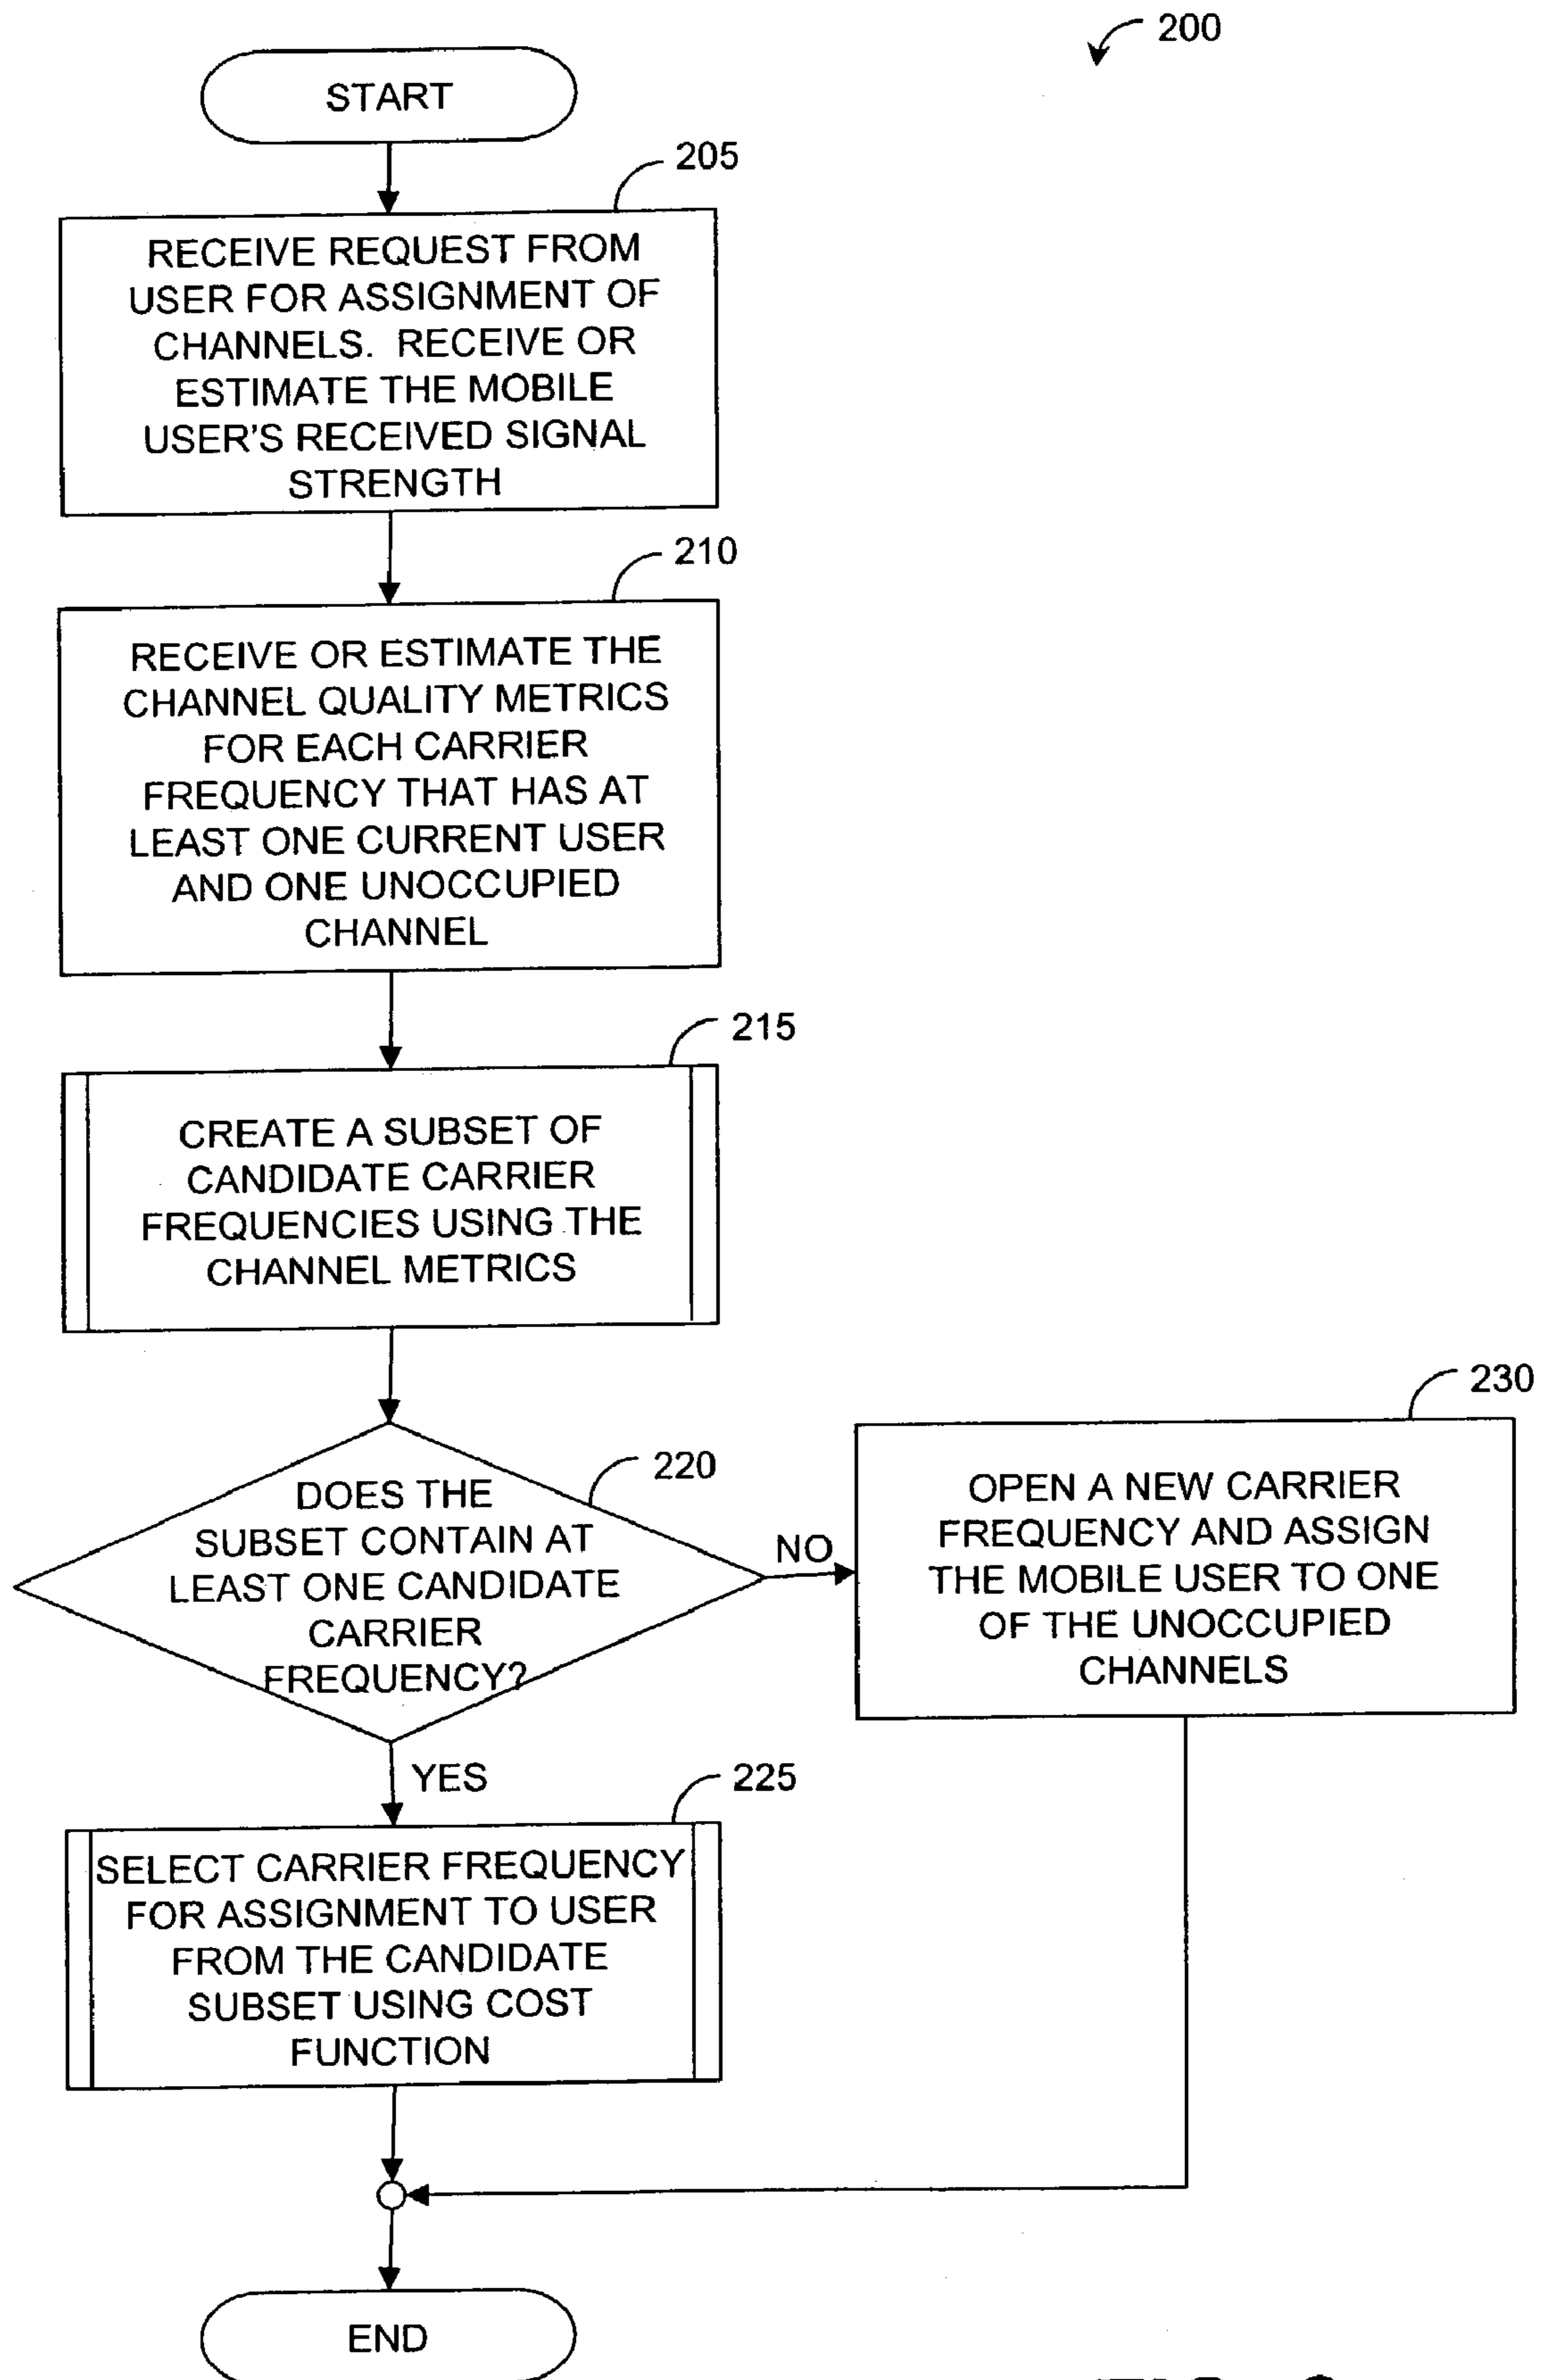 200
START
205
RECEIVE REQUEST FROM
USER FOR ASSIGNMENT OF
CHANNELS. RECEIVE OR
ESTIMATE THE MOBILE
USER'S RECEIVED SIGNAL
STRENGTH
210
RECEIVE OR ESTIMATE THE
CHANNEL QUALITY METRICS
FOR EACH CARRIER
FREQUENCY THAT HAS AT
LEAST ONE CURRENT USER
AND ONE UNOCCUPIED
CHANNEL
215
CREATE A SUBSET OF
CANDIDATE CARRIER
FREQUENCIES USING THE
CHANNEL METRICS
220
DOES THE
SUBSET CONTAIN AT
LEAST ONE CANDIDATE
CARRIER
FREQUENCY?
NO
230
OPEN A NEW CARRIER
FREQUENCY AND ASSIGN
THE MOBILE USER TO ONE
OF THE UNOCCUPIED
CHANNELS
YES
225
SELECT CARRIER FREQUENCY
FOR ASSIGNMENT TO USER
FROM THE CANDIDATE
SUBSET USING COST
FUNCTION
END